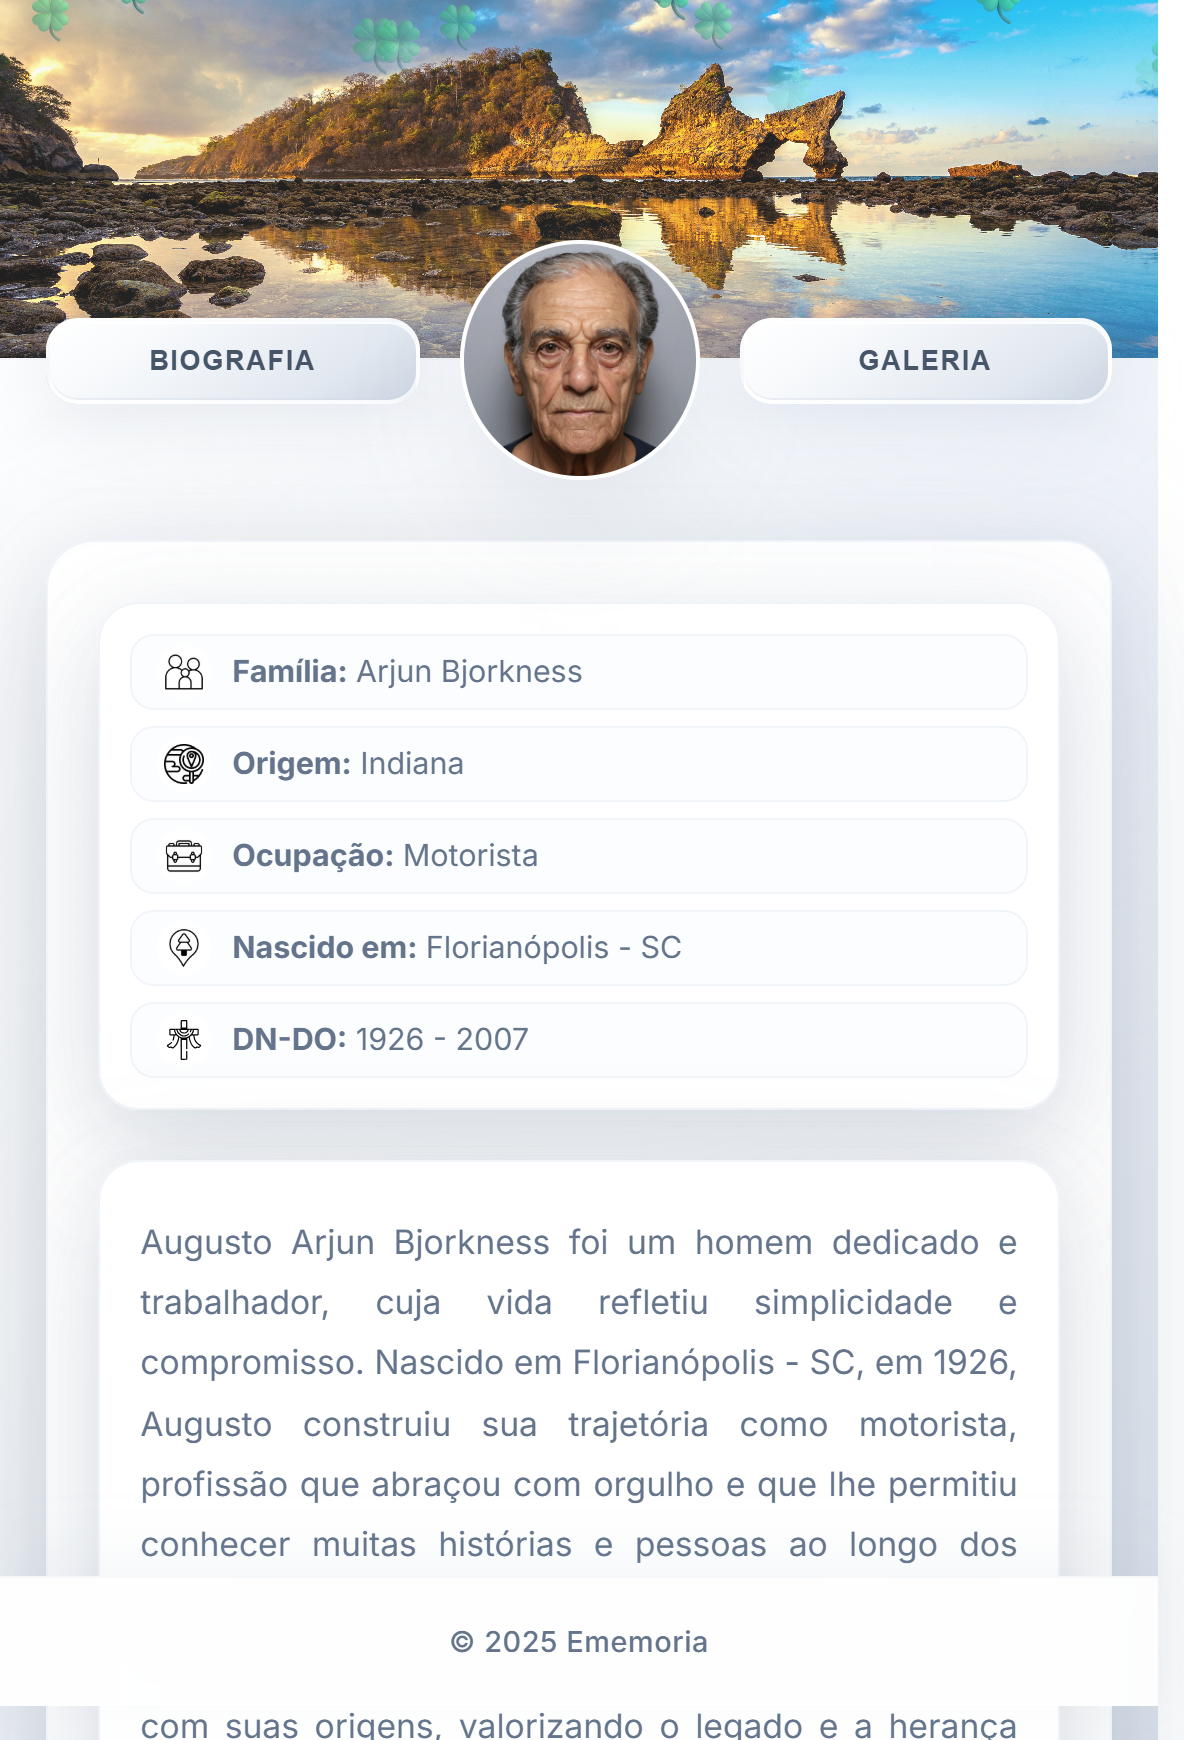 BIOGRAFIA
GALERIA
Família: Arjun Bjorkness
Origem: Indiana
Ocupação: Motorista
Nascido em: Florianópolis - SC
DN-DO: 1926 - 2007
Augusto Arjun Bjorkness foi um homem dedicado e
trabalhador, cuja vida refletiu simplicidade e
compromisso. Nascido em Florianópolis - SC, em 1926,
Augusto construiu sua trajetória como motorista,
profissão que abraçou com orgulho e que lhe permitiu
conhecer muitas histórias e pessoas ao longo dos
© 2025 Ememoria
com suas origens, valorizando o legado e a herança